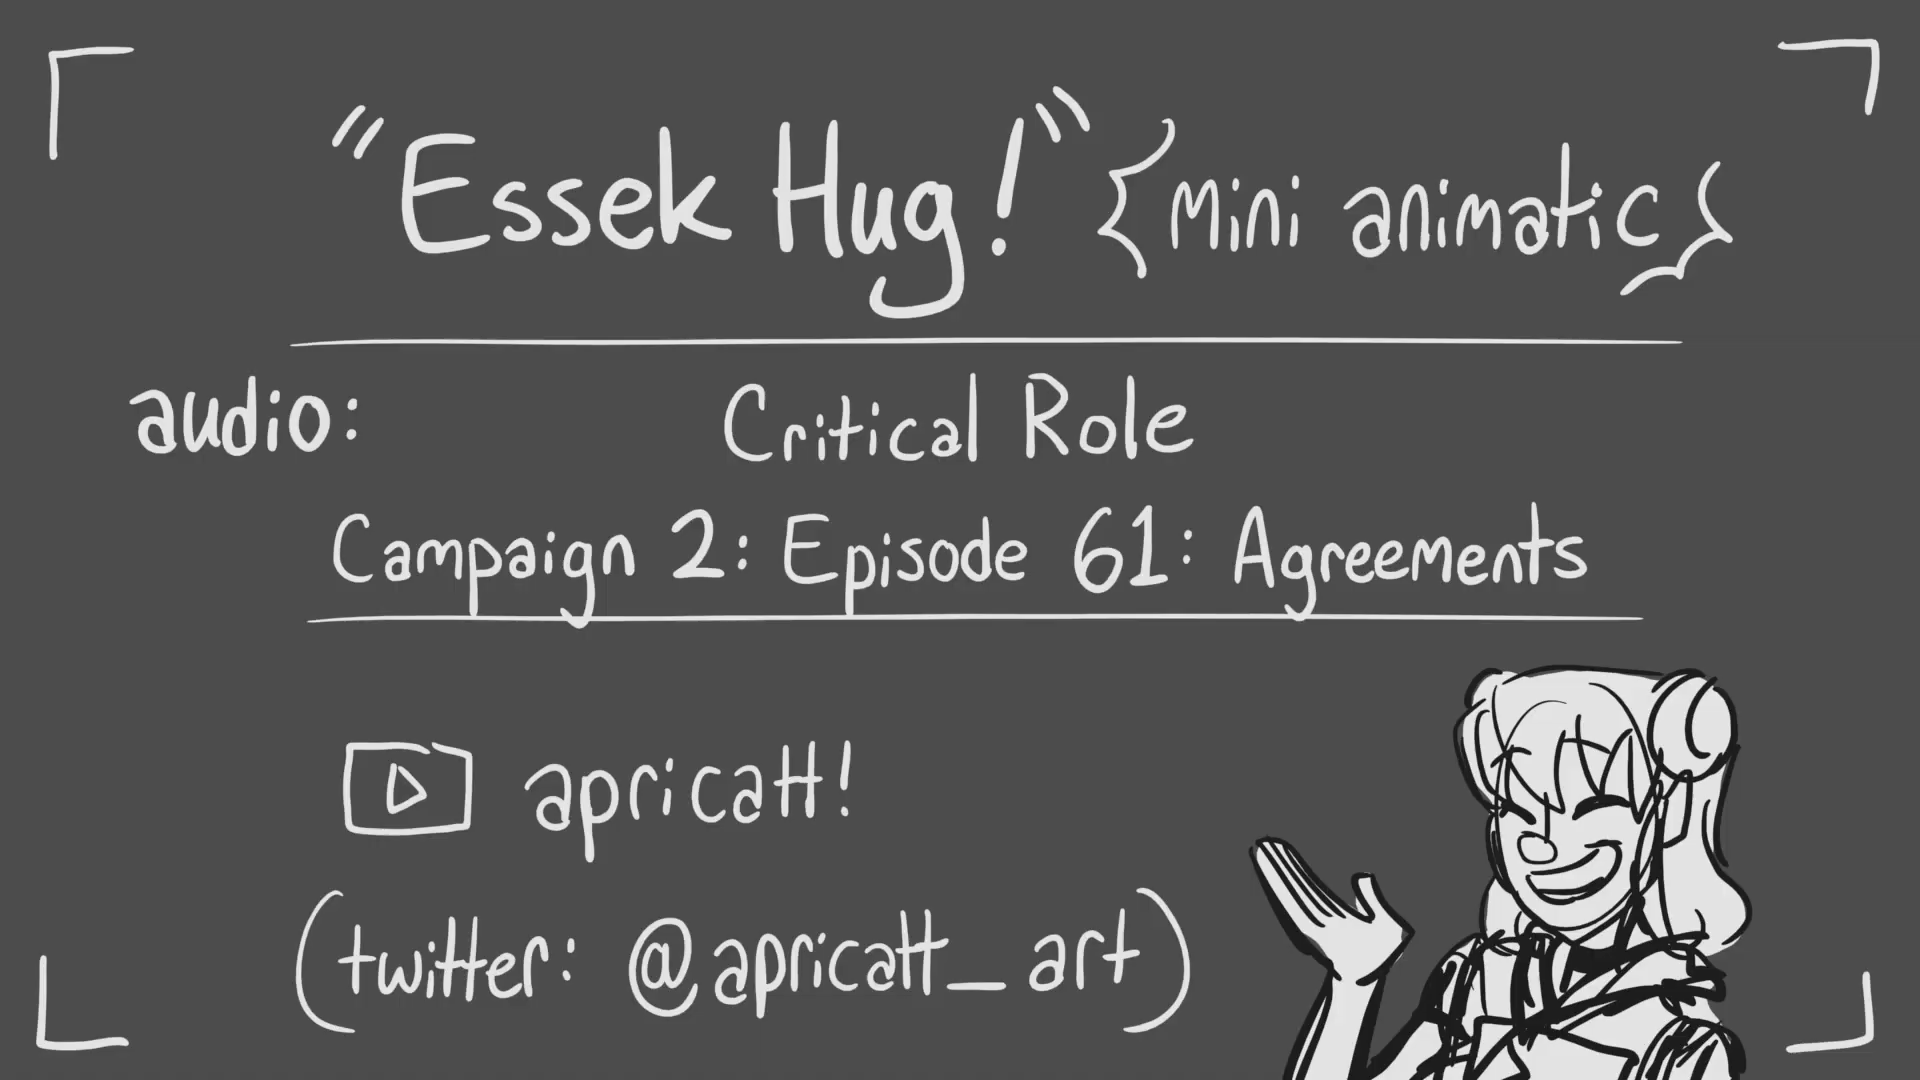 "Essek Hug!" {mini animatic}
audio: Critical Role
Campaign 2: Episode 61: Agreements
apricatt!
(twitter: @apricatt_art)